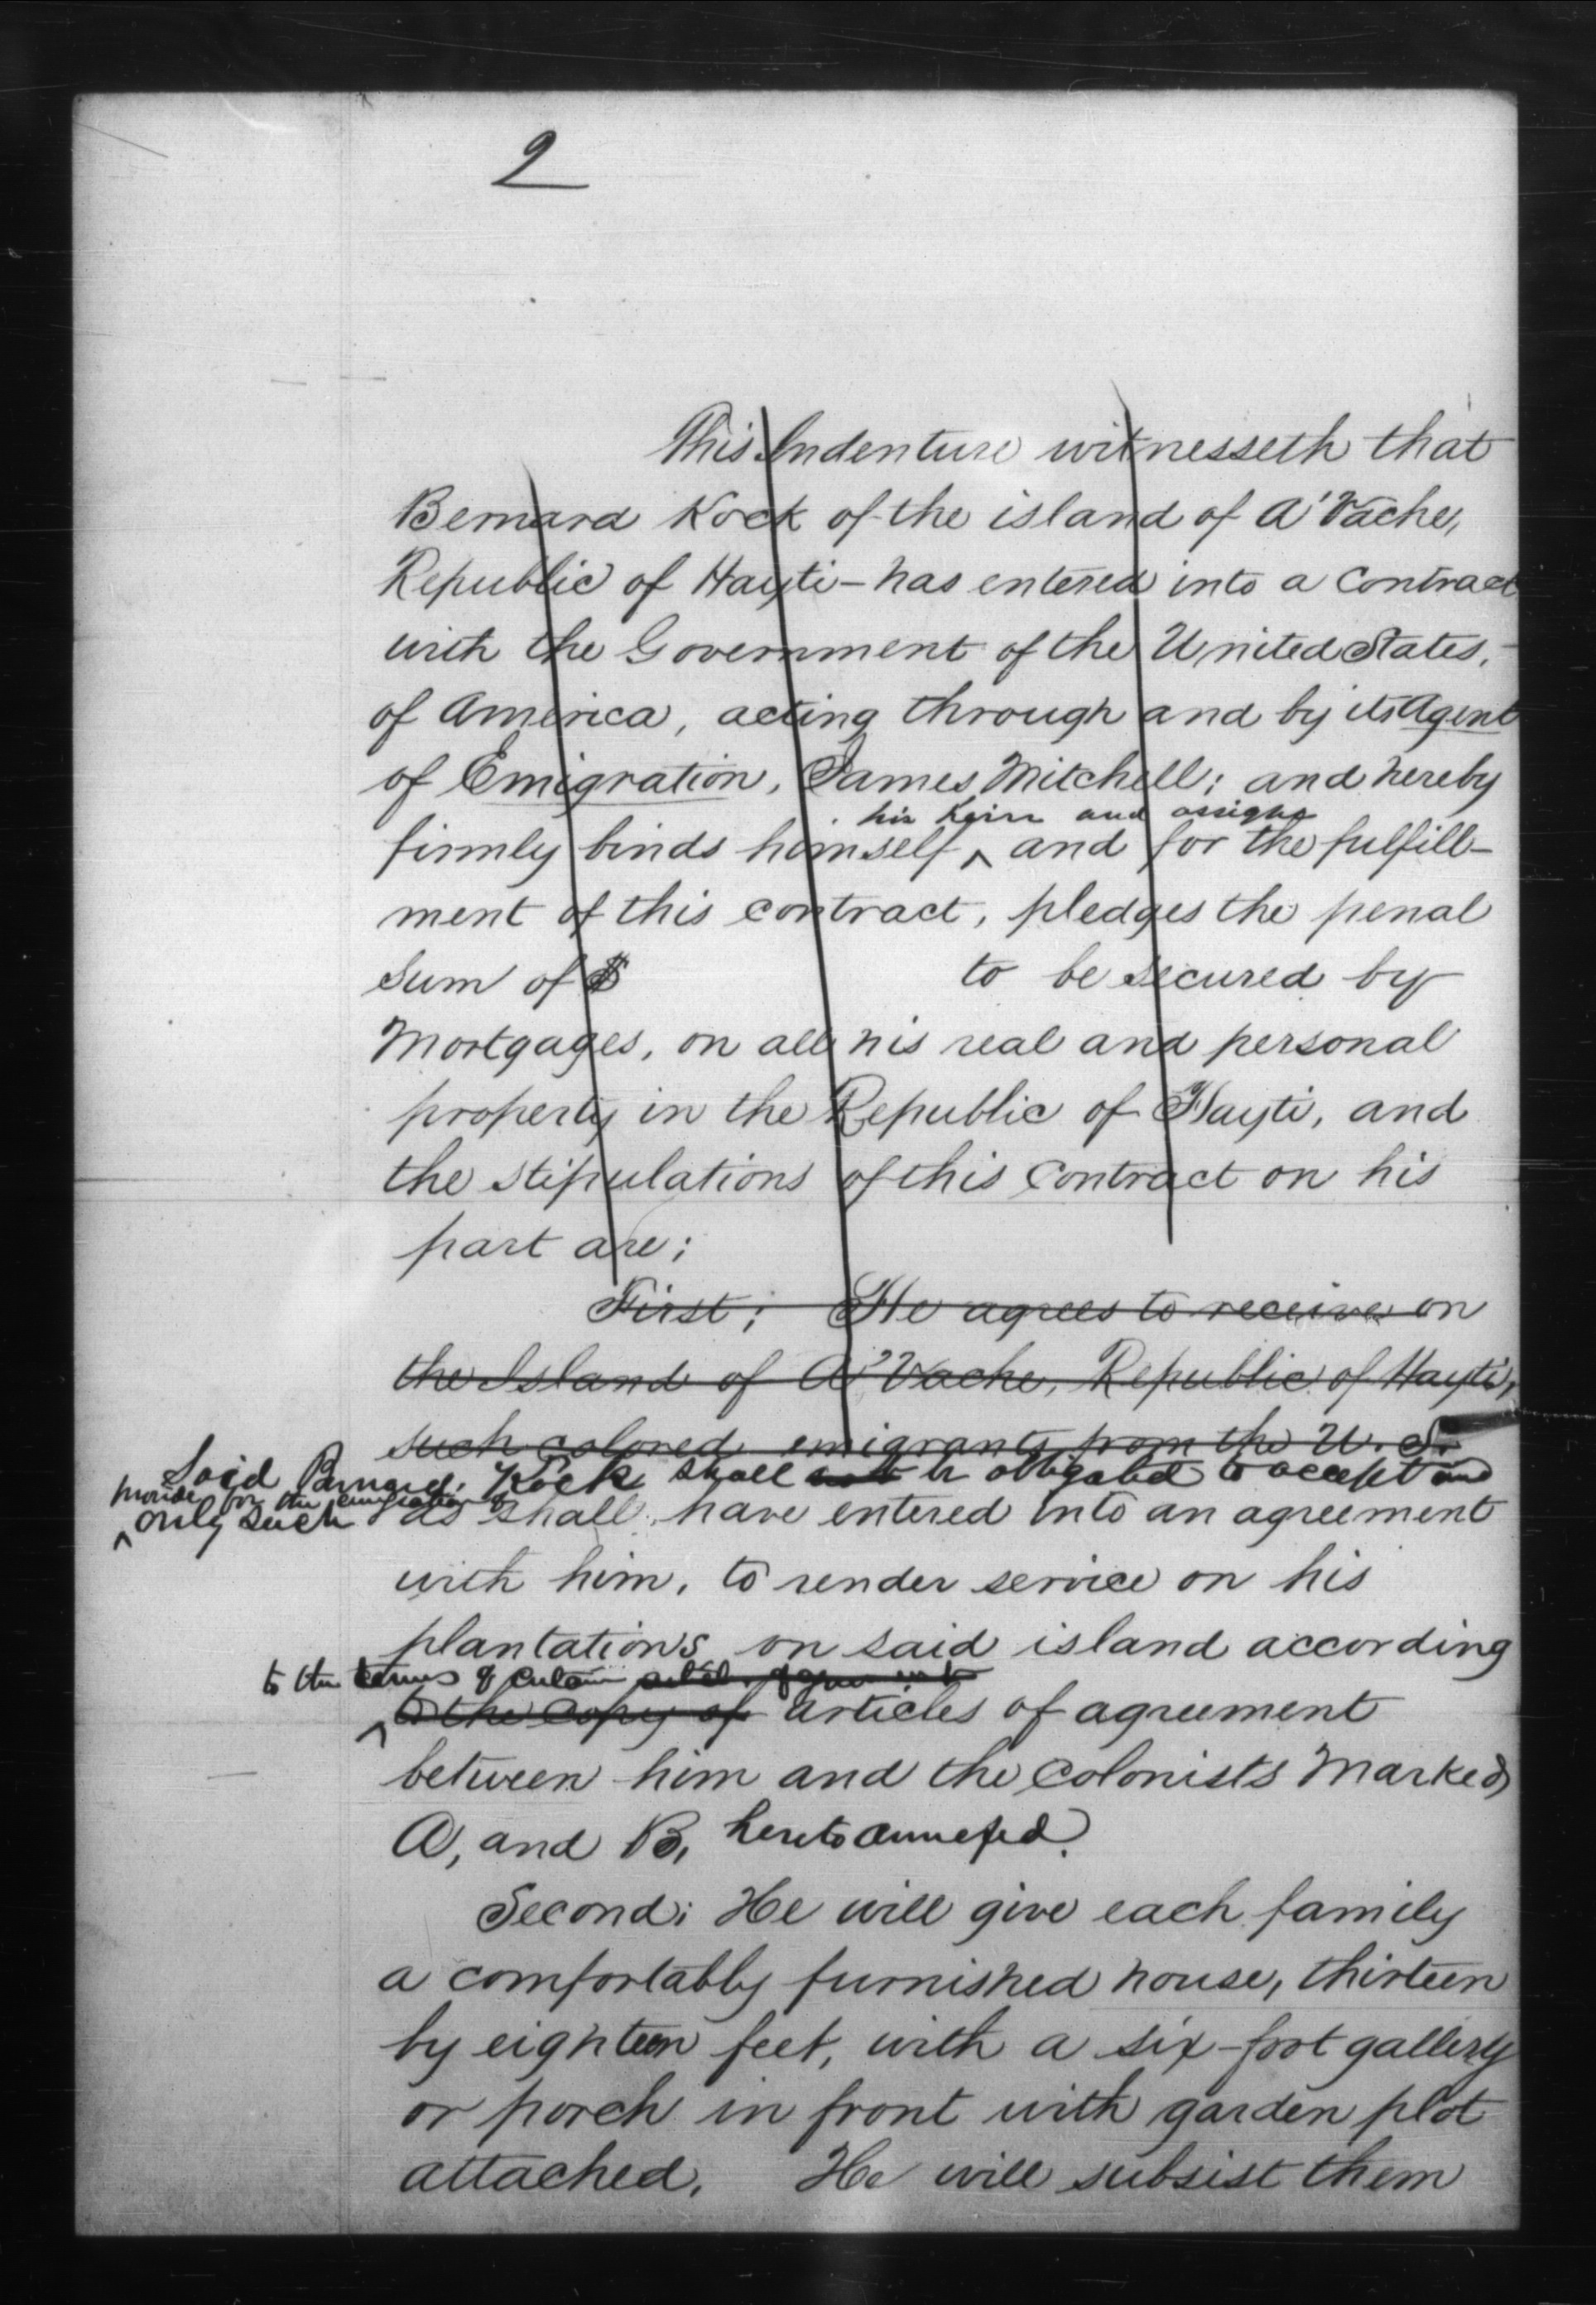 2
This Indenture witnesseth that
Bernard Kock of the island of A'Vache,
Republic of Hayti - has entered into a Contract
with the Government of the United States,
of America, acting through and by its Agent
of Emigration, James Mitchell; and hereby
his heirs and assigns
firmly binds himself ^ and for the fulfill-
ment of this contract, pledges the penal
Sum of $ to be secured by
Mortgages, on all his real and personal
property in the Republic of Hayti, and
the stipulations of this contract on his
part are;
First; He agrees to receive on
the Island of A'Vache, Republic of Hayti,
such colored emigrants from the U. S.
Said Bernard Kock shall be obligated to accept and
provide for the emigration of
^ only such as shall have entered into an agreement
with him, to render service on his
plantations on said island according
to the terms of certain
^ to the copy of articles of agreement
between him and the colonists Marked
A, and B, hereto annexed.
Second; He will give each family
a comfortably furnished house, thirteen
by eighteen feet, with a six-foot gallery
or porch in front with garden plot
attached. He will subsist them